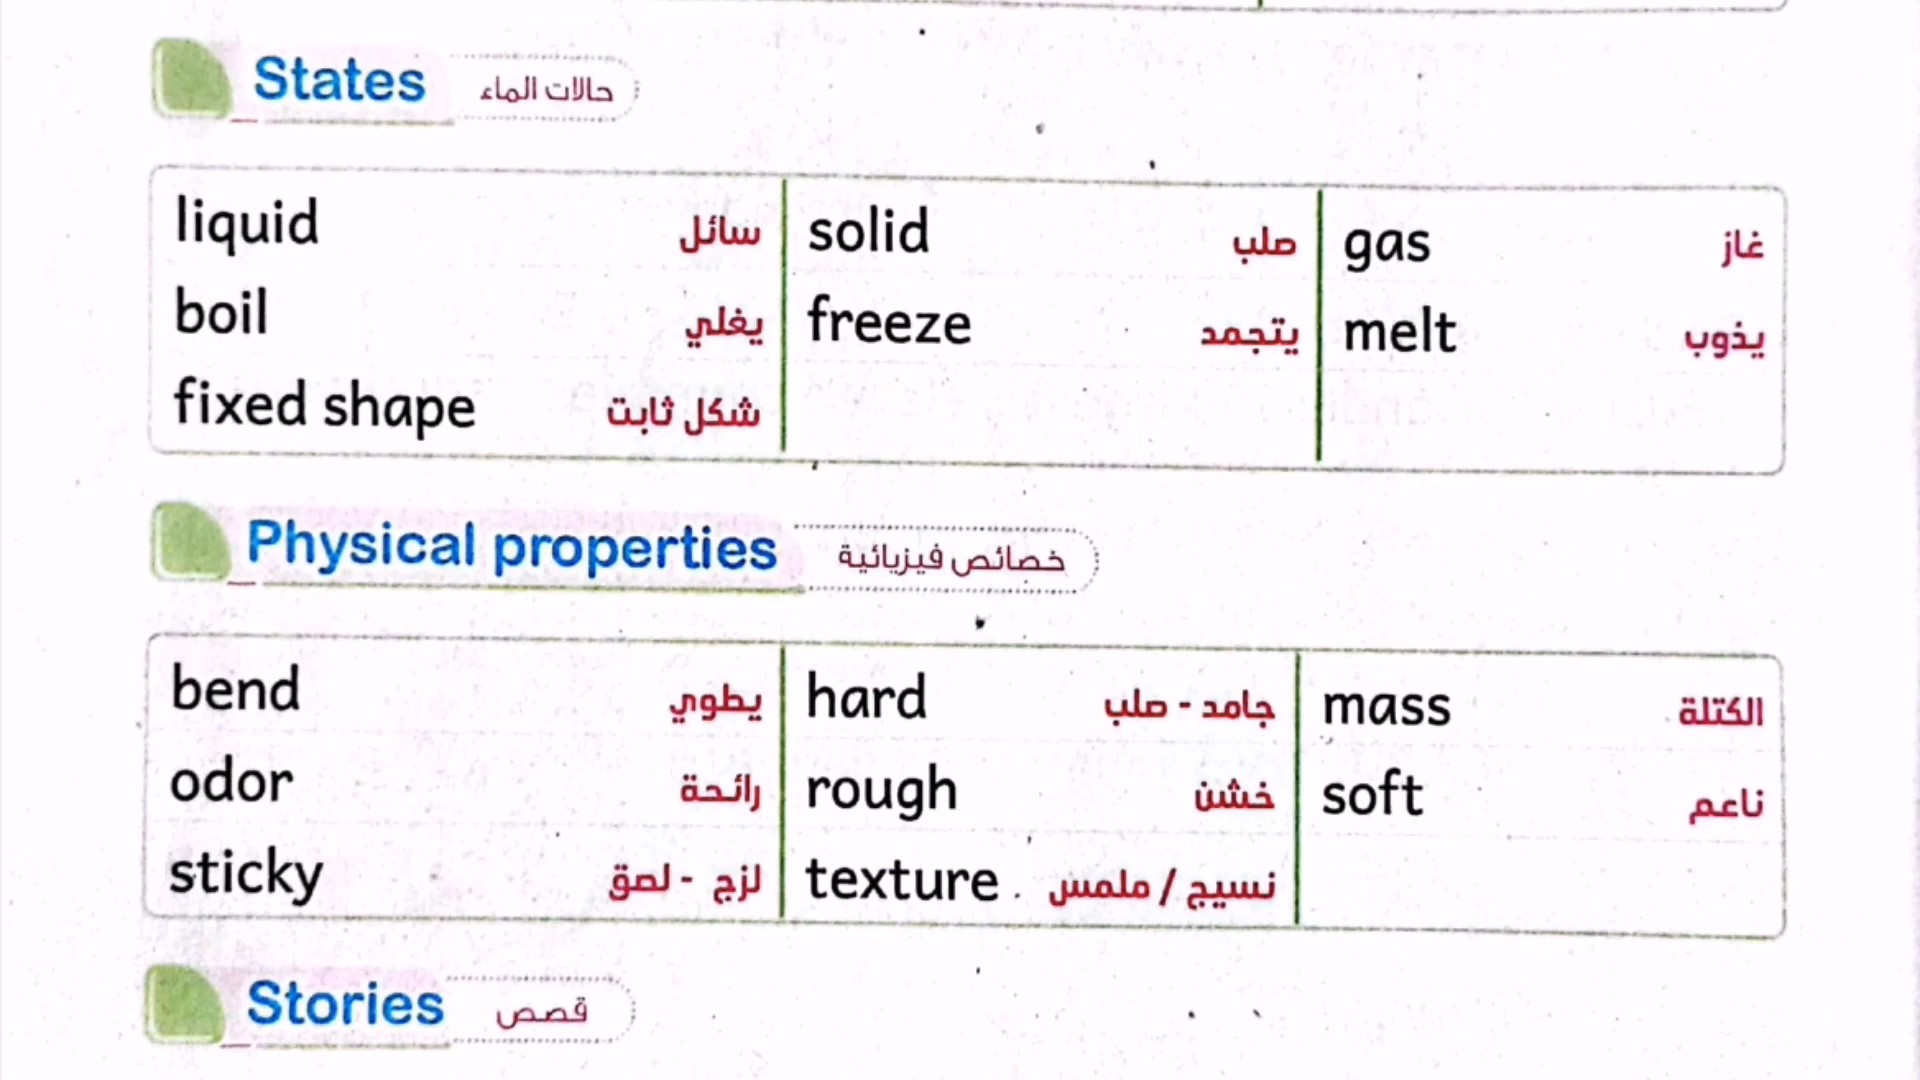 States حالات الماء
liquid سائل solid صلب gas غاز
boil يغلي freeze يتجمد melt يذوب
fixed shape شكل ثابت
Physical properties خصائص فيزيائية
bend يطوي hard جامد - صلب mass الكتلة
odor رائحة rough خشن soft ناعم
sticky لزج - لصق texture نسيج / ملمس
Stories قصص